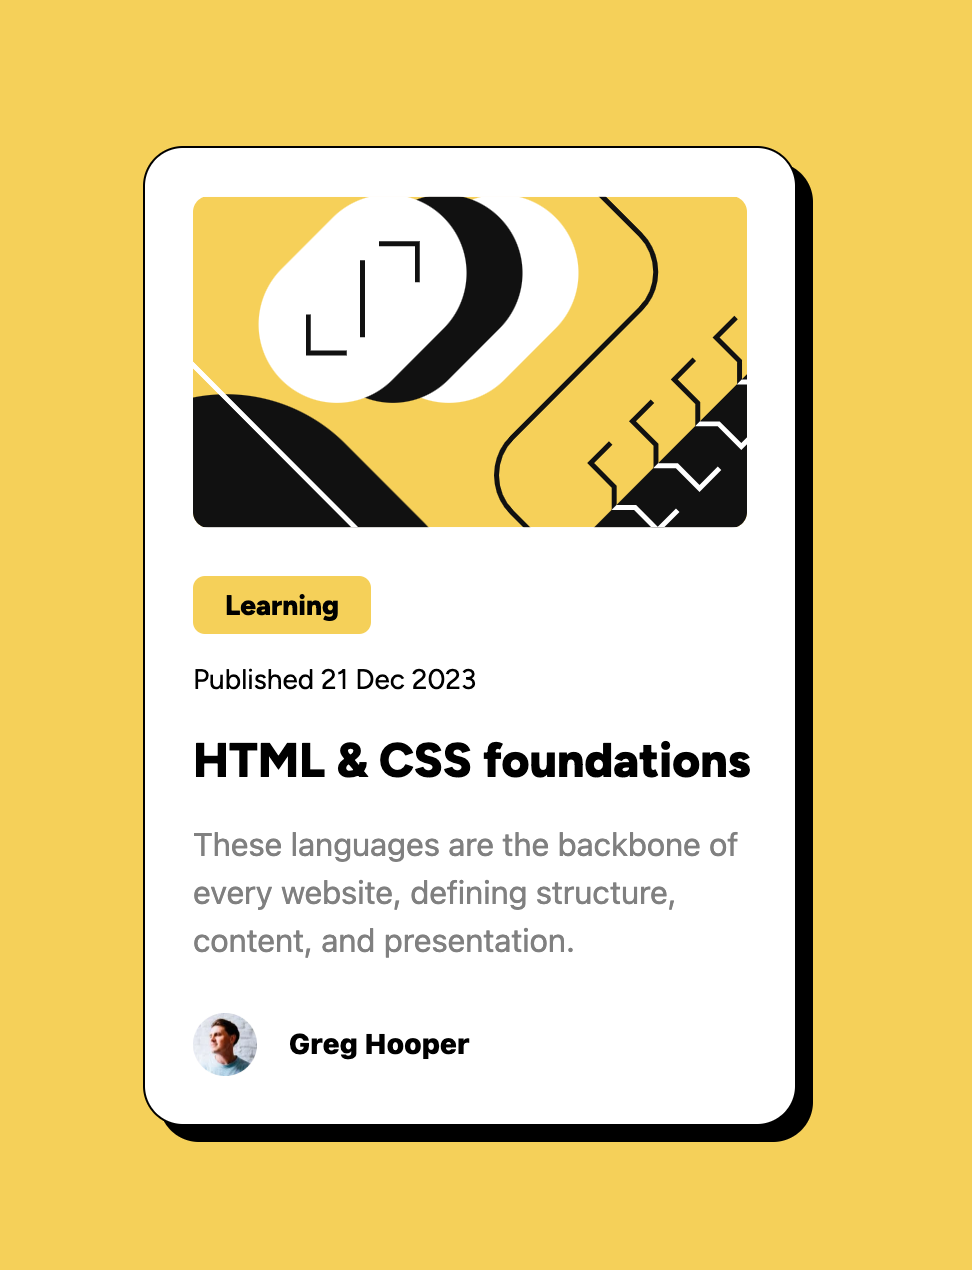 Learning
Published 21 Dec 2023
HTML & CSS foundations
These languages are the backbone of
every website, defining structure,
content, and presentation.
Greg Hooper